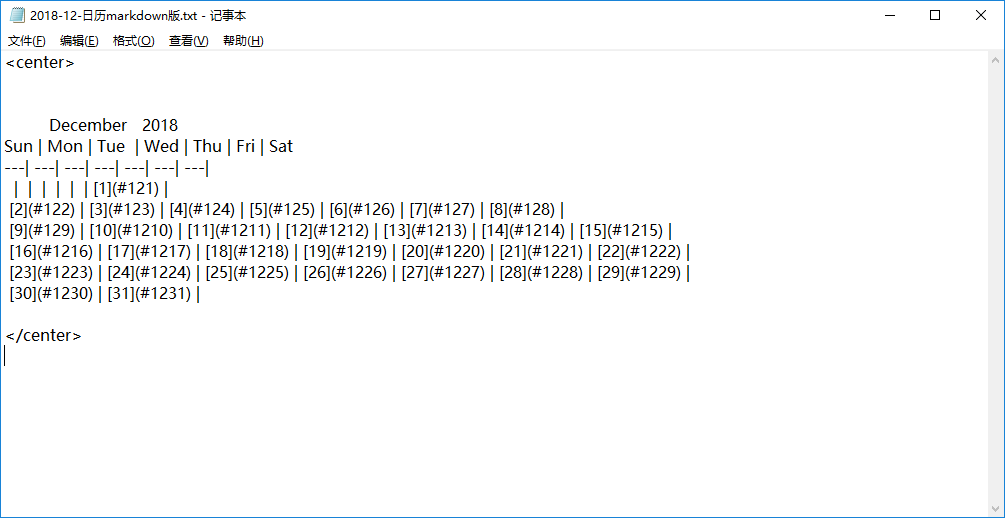 2018-12-日历markdown版.txt - 记事本
文件(F) 编辑(E) 格式(O) 查看(V) 帮助(H)
<center>
December 2018
Sun | Mon | Tue | Wed | Thu | Fri | Sat
---| ---| ---| ---| ---| ---| ---|
| | | | | | [1](#121) |
[2](#122) | [3](#123) | [4](#124) | [5](#125) | [6](#126) | [7](#127) | [8](#128) |
[9](#129) | [10](#1210) | [11](#1211) | [12](#1212) | [13](#1213) | [14](#1214) | [15](#1215) |
[16](#1216) | [17](#1217) | [18](#1218) | [19](#1219) | [20](#1220) | [21](#1221) | [22](#1222) |
[23](#1223) | [24](#1224) | [25](#1225) | [26](#1226) | [27](#1227) | [28](#1228) | [29](#1229) |
[30](#1230) | [31](#1231) |
</center>